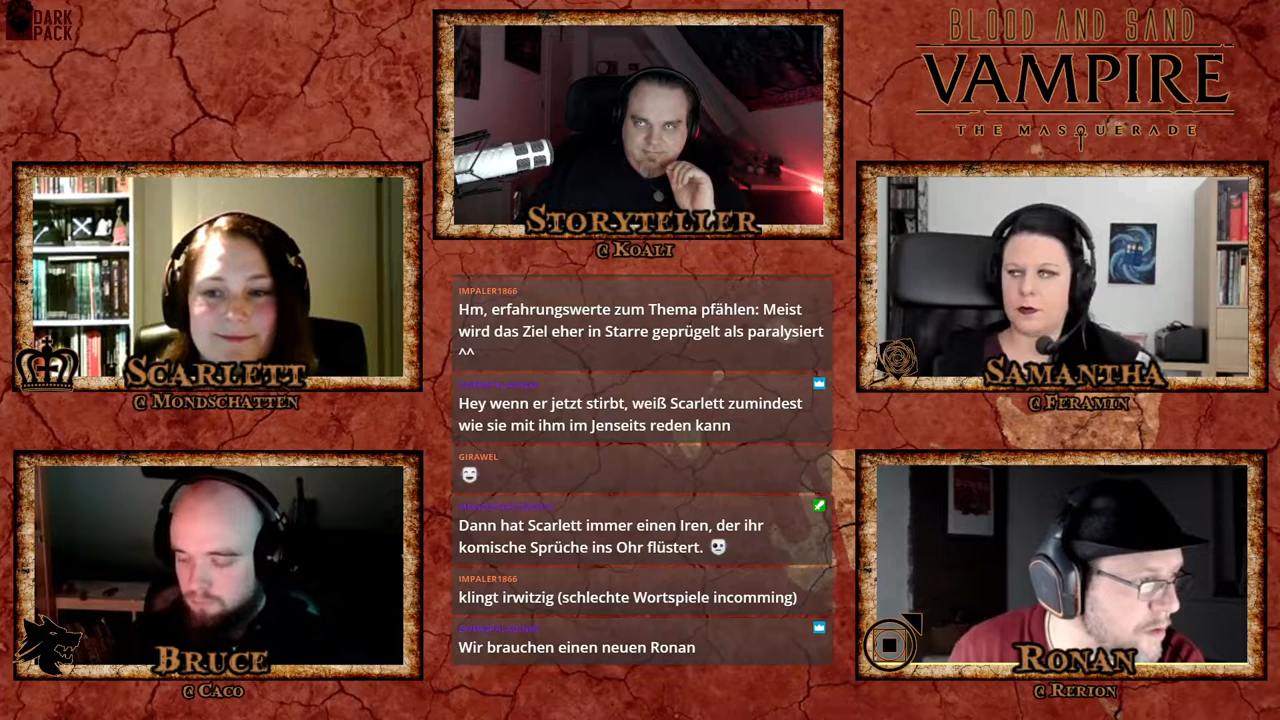 DARK
PACK
BLOOD AND SAND
VAMPIRE
THE MASQUERADE
STORYTELLER
@ KOALI
SCARLETT
@ MONDSCHATTEN
SAMANTHA
@ FERAMIN
IMPALER1866
Hm, erfahrungswerte zum Thema pfählen: Meist
wird das Ziel eher in Starre geprügelt als paralysiert
^^
Hey wenn er jetzt stirbt, weiß Scarlett zumindest
wie sie mit ihm im Jenseits reden kann
GIRAWEL
Dann hat Scarlett immer einen Iren, der ihr
komische Sprüche ins Ohr flüstert.
IMPALER1866
klingt irwitzig (schlechte Wortspiele incomming)
Wir brauchen einen neuen Ronan
BRUCE
@ CACO
RONAN
@ RERION